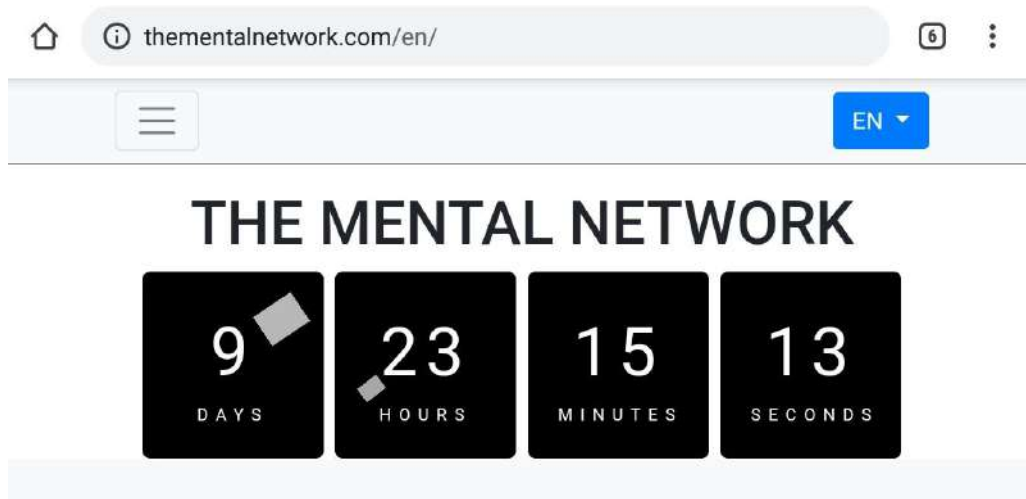 thementalnetwork.com/en/ 6
EN
THE MENTAL NETWORK
9 23 15 13
DAYS HOURS MINUTES SECONDS